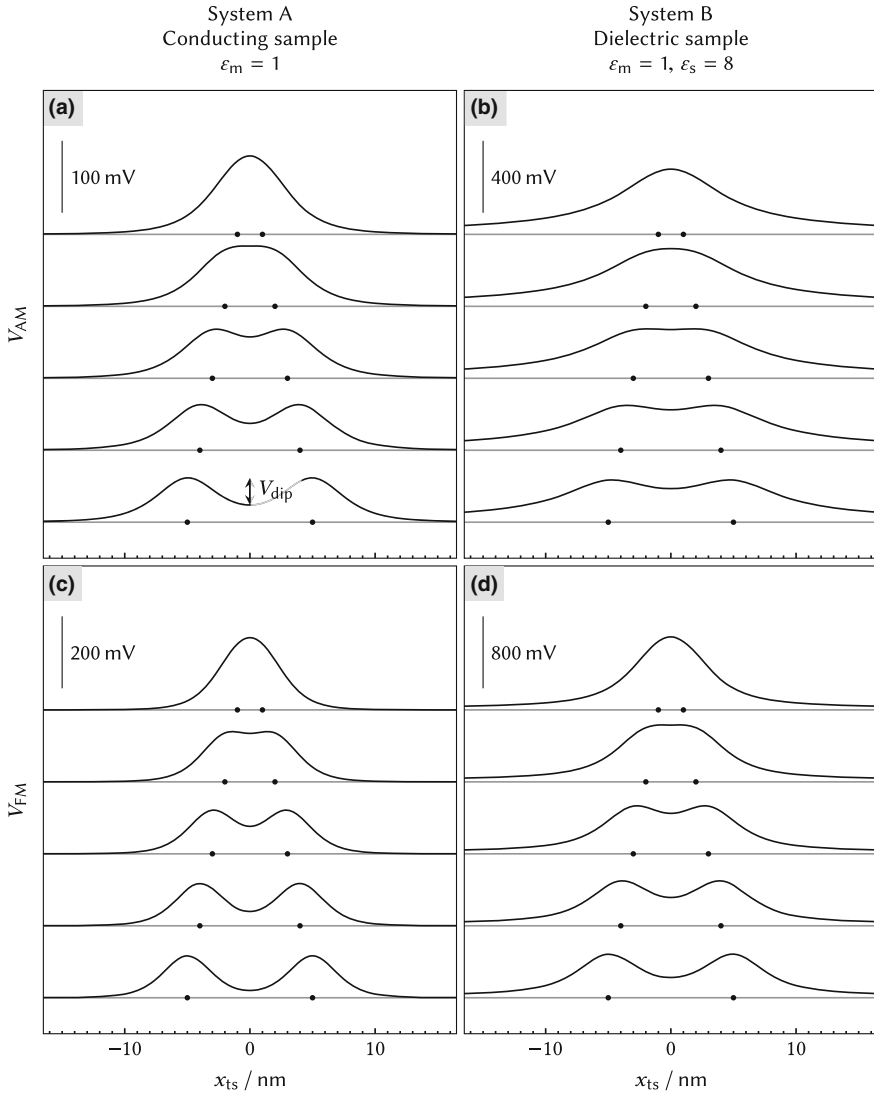 System A
Conducting sample
εm = 1
System B
Dielectric sample
εm = 1, εs = 8
(a)
100 mV
(b)
400 mV
VAM
Vdip
(c)
200 mV
(d)
800 mV
VFM
−10
0
10
−10
0
10
xts / nm
xts / nm